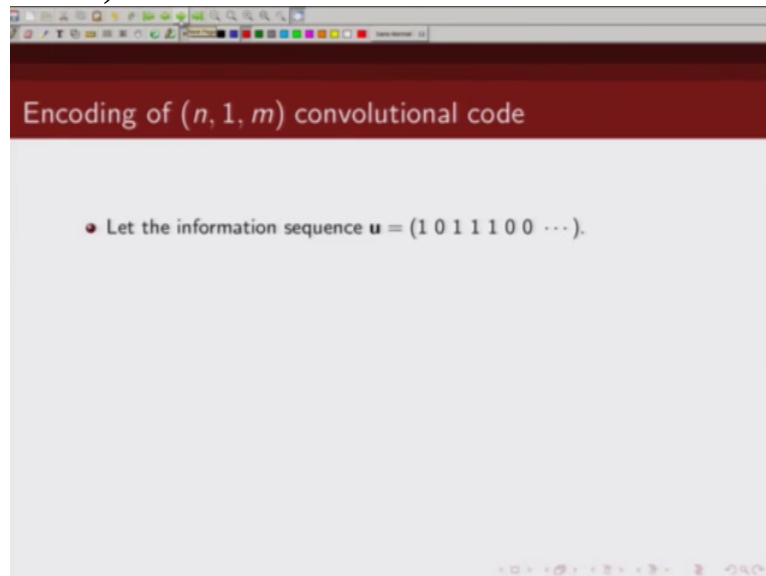 Encoding of (n, 1, m) convolutional code
Let the information sequence u = (1 0 1 1 1 0 0 ⋯).